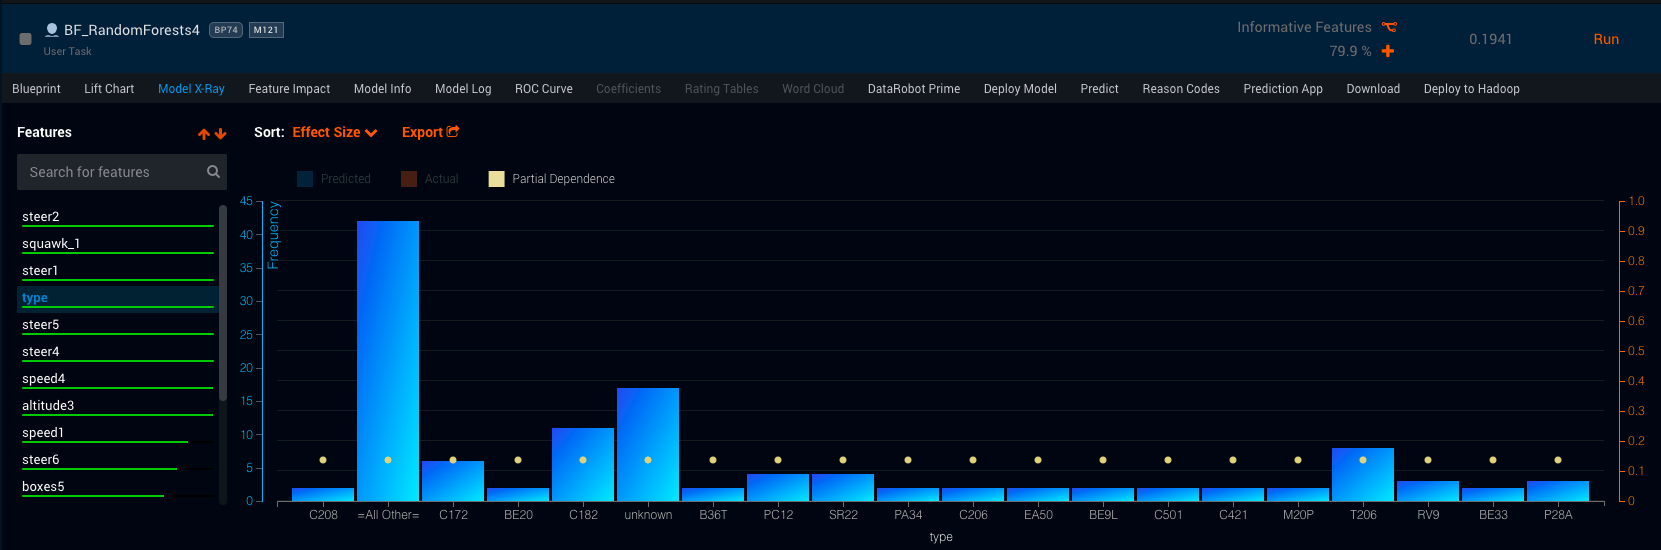 BF_RandomForests4 BP74 M121
User Task
Informative Features
79.9 %
0.1941
Run
Blueprint Lift Chart Model X-Ray Feature Impact Model Info Model Log ROC Curve Coefficients Rating Tables Word Cloud DataRobot Prime Deploy Model Predict Reason Codes Prediction App Download Deploy to Hadoop
Features
Search for features
steer2
squawk_1
steer1
type
steer5
steer4
speed4
altitude3
speed1
steer6
boxes5
Sort: Effect Size Export
Predicted Actual Partial Dependence
Frequency
45
40
35
30
25
20
15
10
5
0
1.0
0.9
0.8
0.7
0.6
0.5
0.4
0.3
0.2
0.1
0
C208 =All Other= C172 BE20 C182 unknown B36T PC12 SR22 PA34 C206 EA50 BE9L C501 C421 M20P T206 RV9 BE33 P28A
type